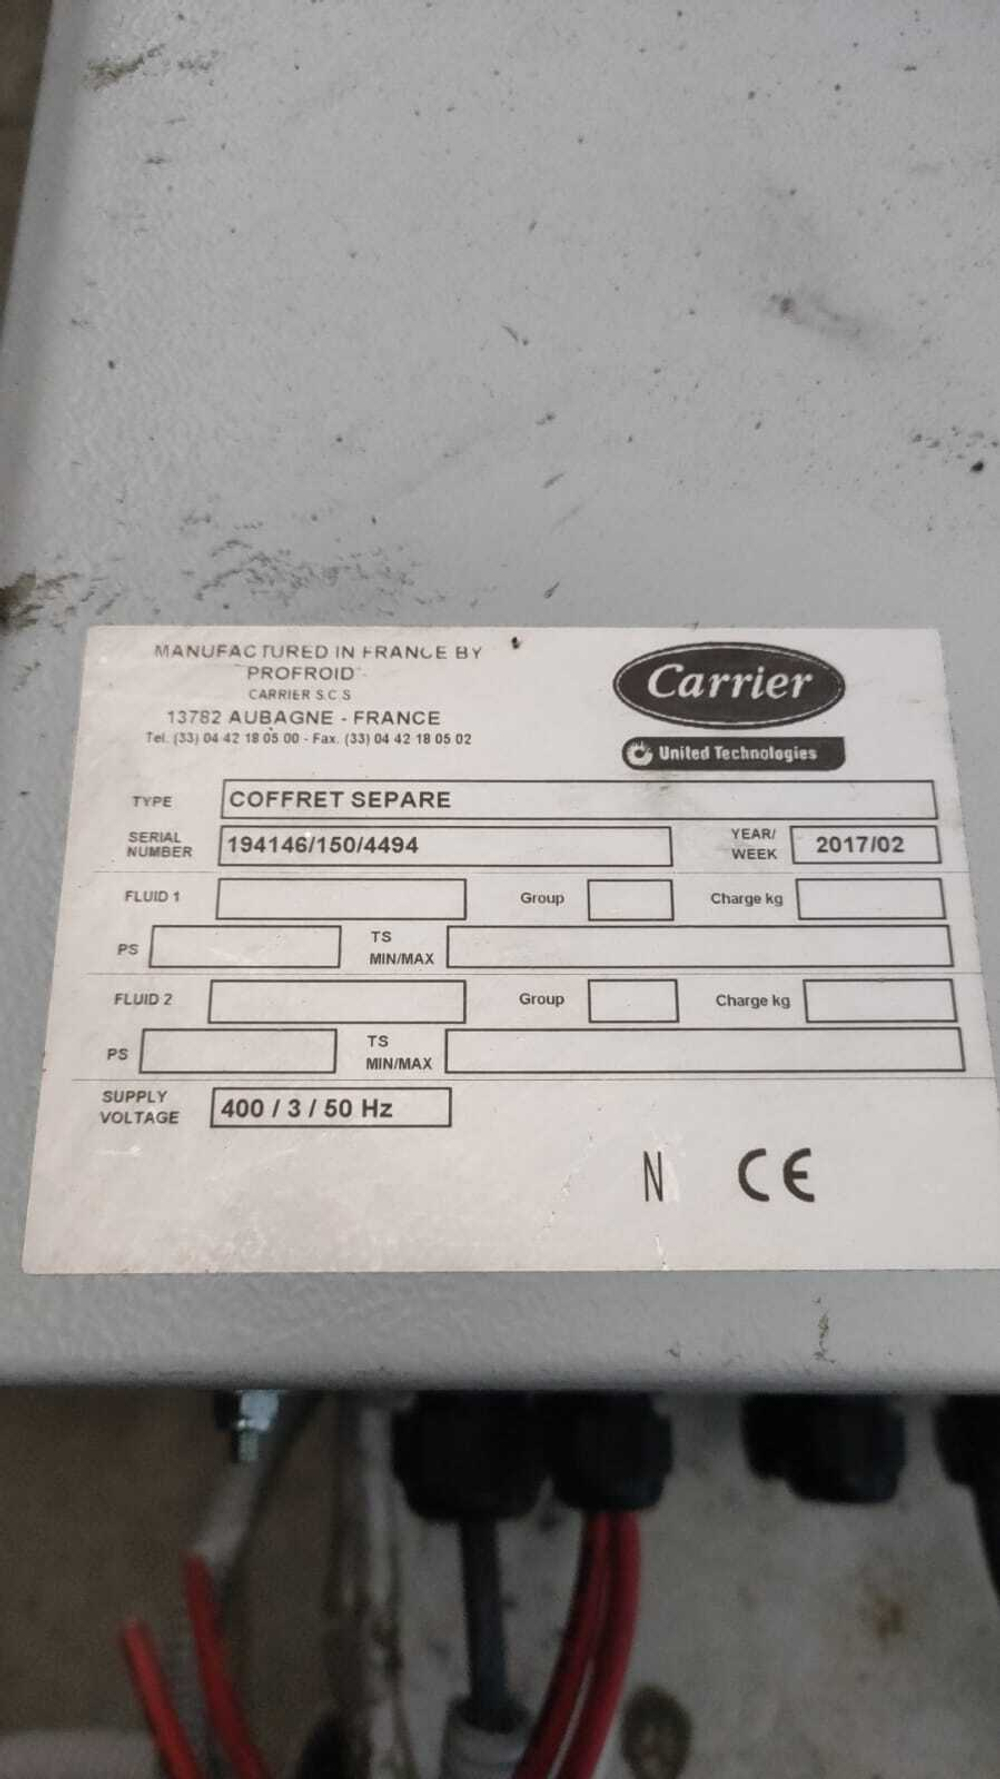 MANUFACTURED IN FRANCE BY
PROFROID
CARRIER S.C.S
13782 AUBAGNE - FRANCE
Tel. (33) 04 42 18 05 00 - Fax. (33) 04 42 18 05 02
Carrier
United Technologies
TYPE COFFRET SEPARE
SERIAL NUMBER 194146/150/4494 YEAR/ WEEK 2017/02
FLUID 1 Group Charge kg
PS TS MIN/MAX
FLUID 2 Group Charge kg
PS TS MIN/MAX
SUPPLY VOLTAGE 400 / 3 / 50 Hz
N CE